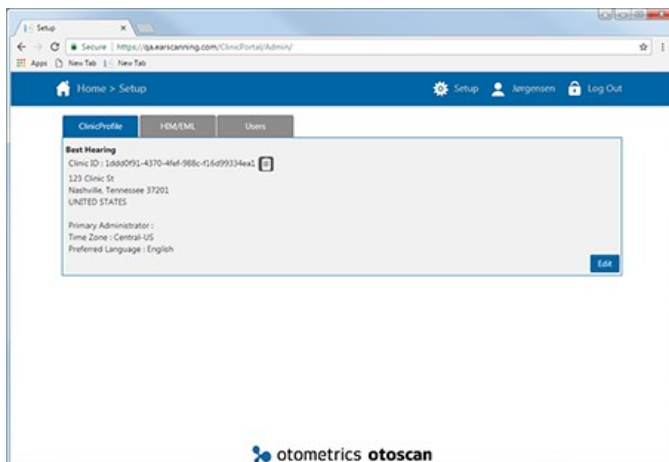 Setup
Secure | https://qa.earscanning.com/ClinicPortal/Admin/
Apps New Tab New Tab
Home > Setup Setup Jørgensen Log Out
ClinicProfile HIM/EML Users
Best Hearing
Clinic ID : 1ddd0f91-4370-4fef-988c-f16d99334ea1
123 Clinic St
Nashville, Tennessee 37201
UNITED STATES
Primary Administrator :
Time Zone : Central-US
Preferred Language : English
Edit
otometrics otoscan